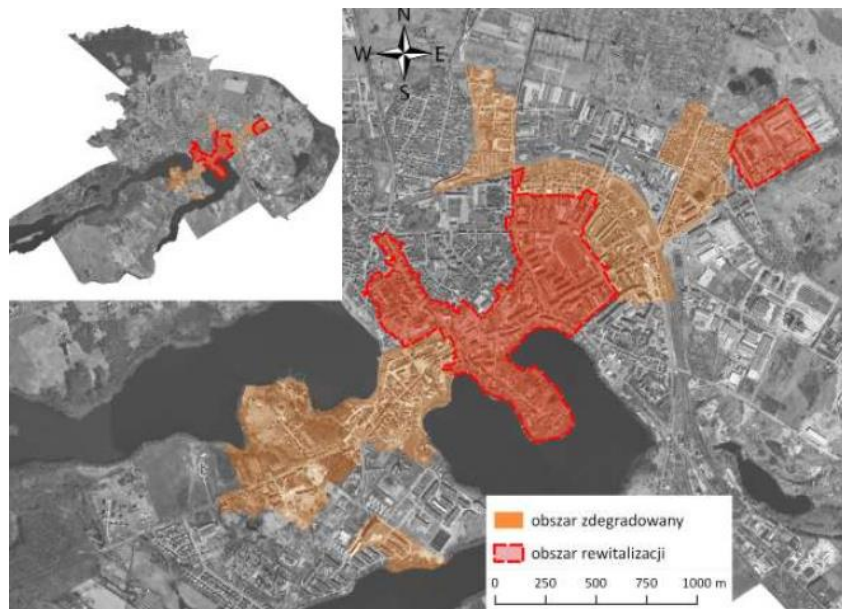 N
W E
S
obszar zdegradowany
obszar rewitalizacji
0 250 500 750 1000 m